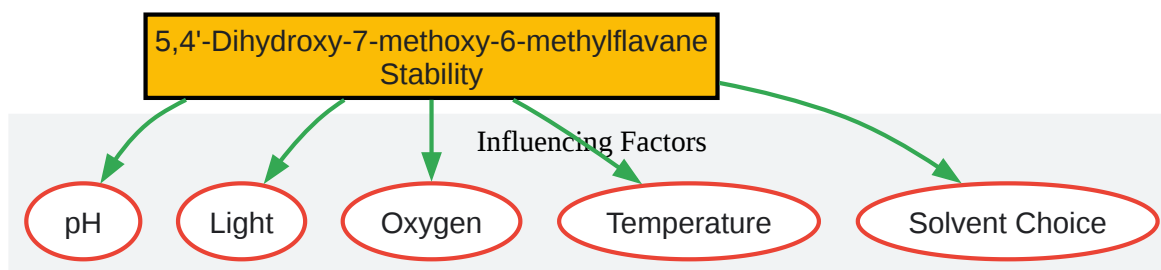 5,4'-Dihydroxy-7-methoxy-6-methylflavane
Stability
Influencing Factors
pH
Light
Oxygen
Temperature
Solvent Choice